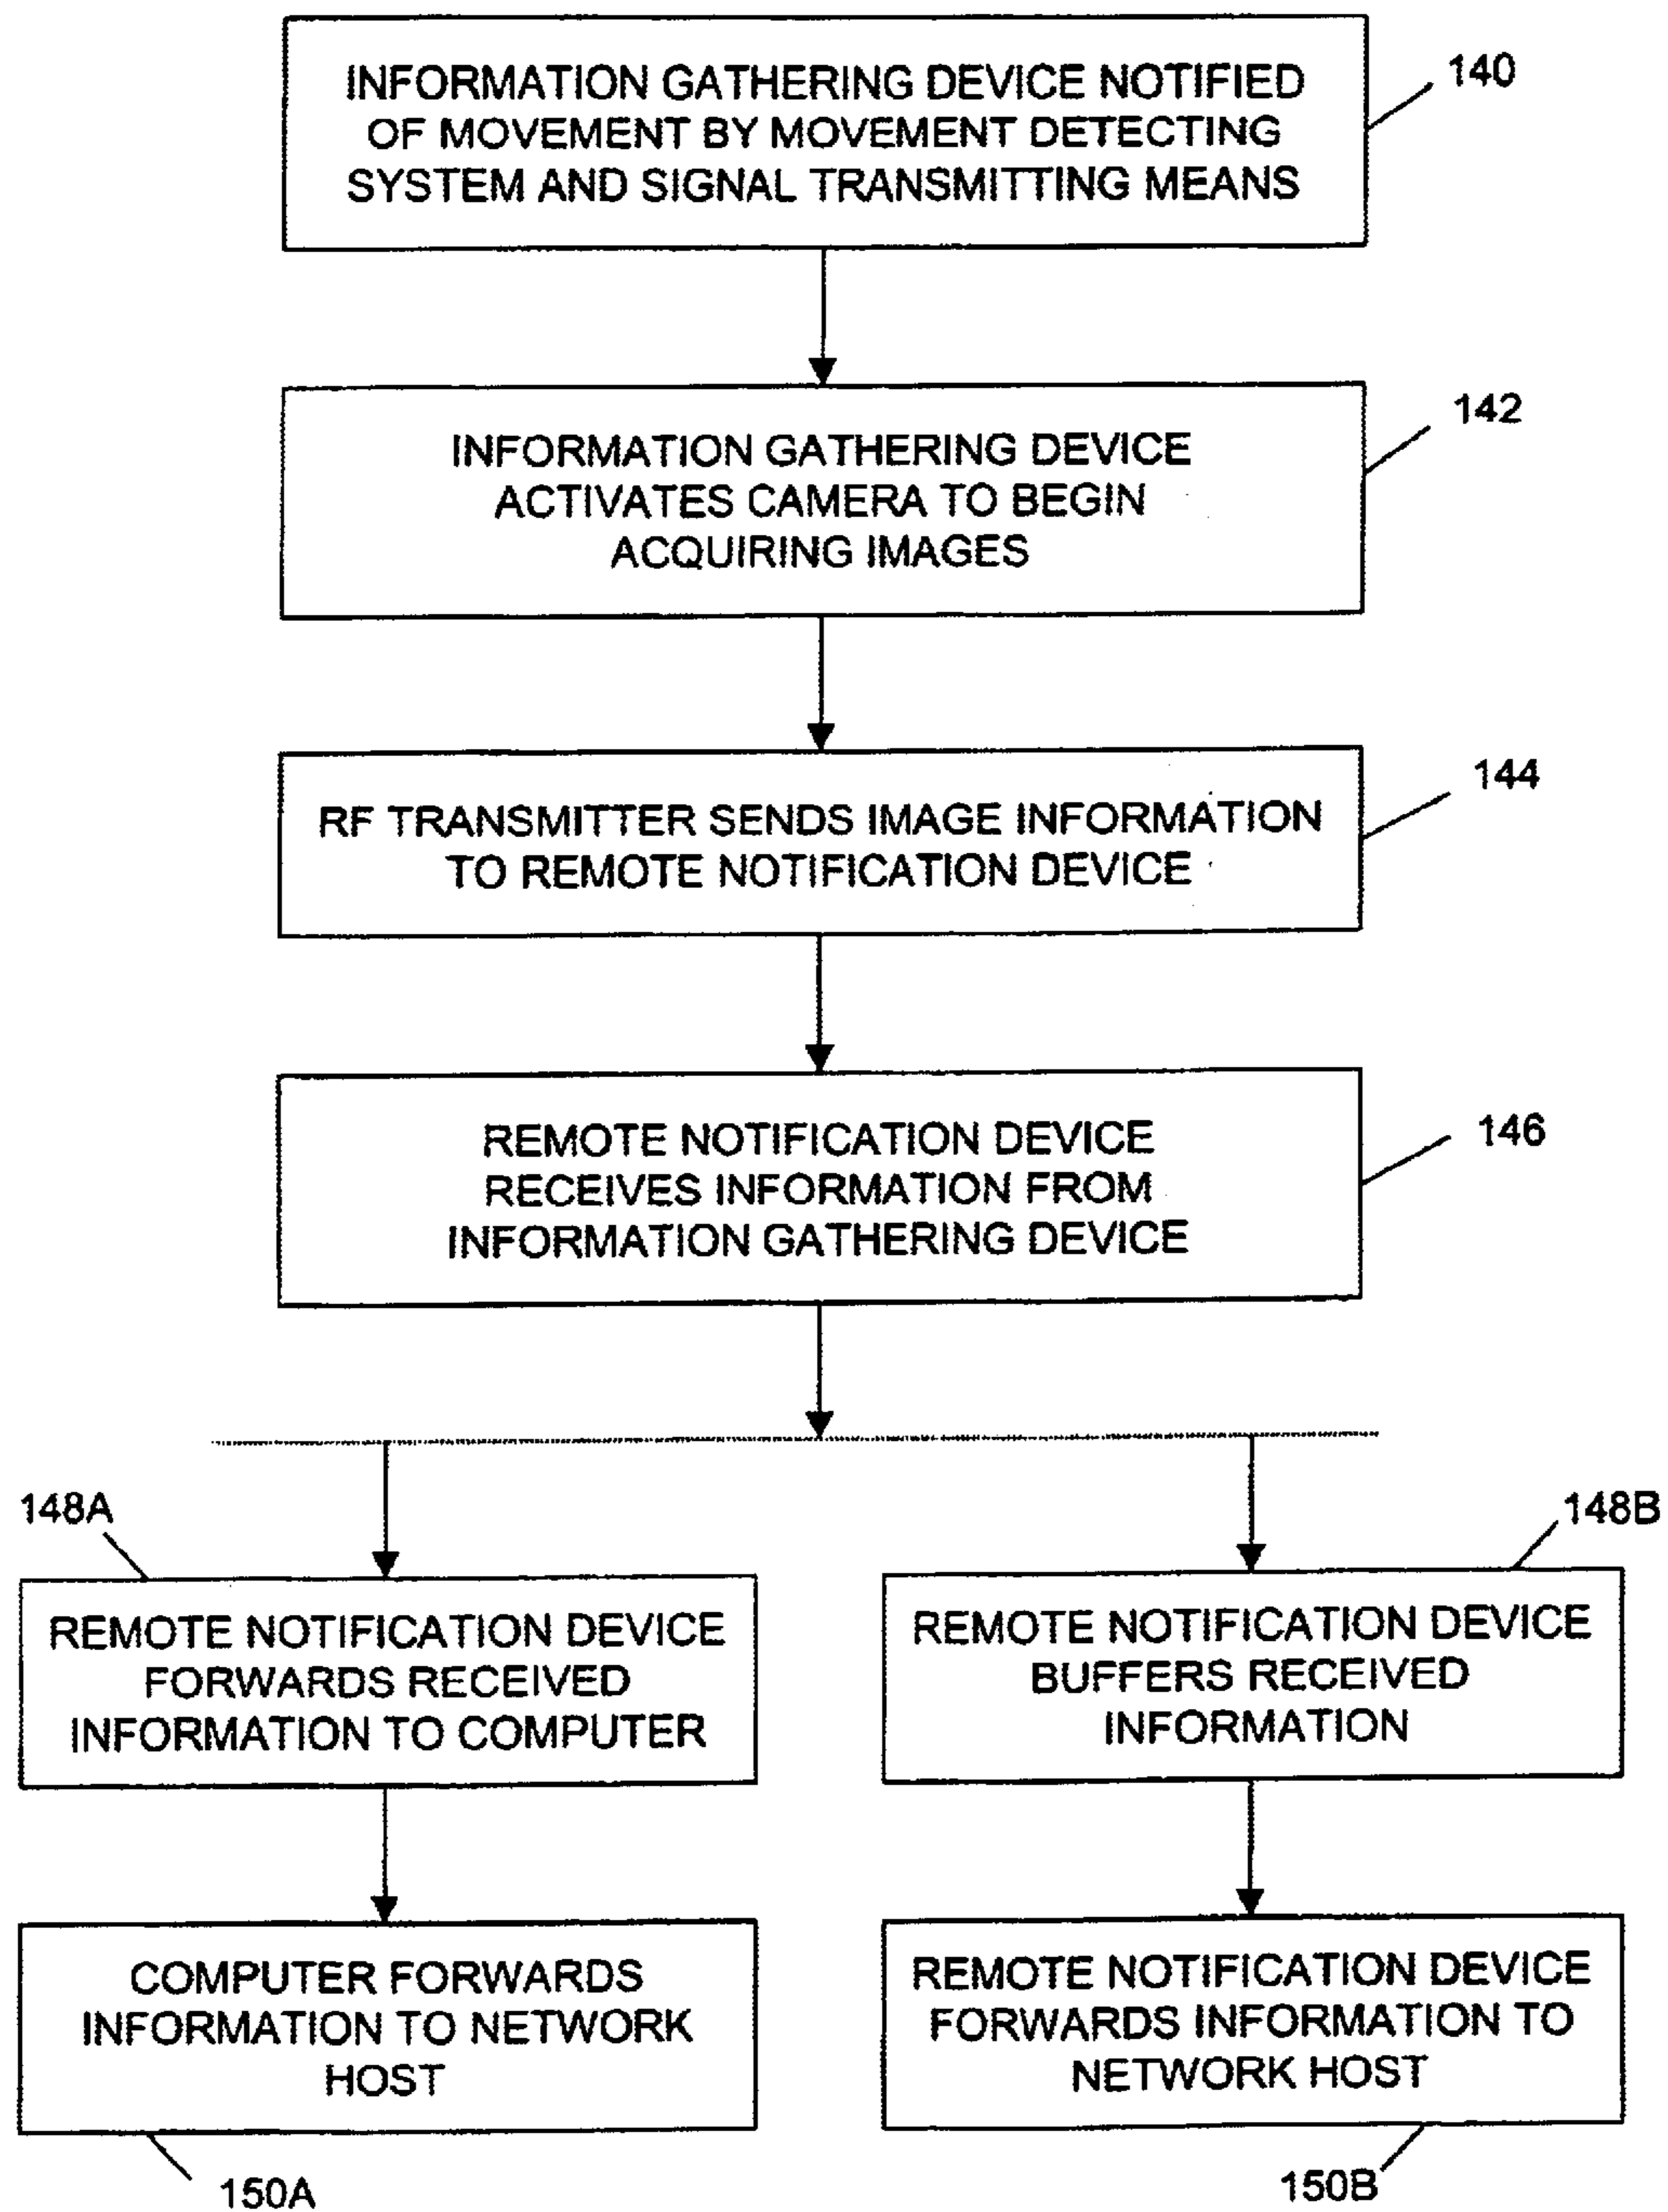 INFORMATION GATHERING DEVICE NOTIFIED
OF MOVEMENT BY MOVEMENT DETECTING
SYSTEM AND SIGNAL TRANSMITTING MEANS
140
INFORMATION GATHERING DEVICE
ACTIVATES CAMERA TO BEGIN
ACQUIRING IMAGES
142
RF TRANSMITTER SENDS IMAGE INFORMATION
TO REMOTE NOTIFICATION DEVICE
144
REMOTE NOTIFICATION DEVICE
RECEIVES INFORMATION FROM
INFORMATION GATHERING DEVICE
146
148A
REMOTE NOTIFICATION DEVICE
FORWARDS RECEIVED
INFORMATION TO COMPUTER
148B
REMOTE NOTIFICATION DEVICE
BUFFERS RECEIVED
INFORMATION
COMPUTER FORWARDS
INFORMATION TO NETWORK
HOST
150A
REMOTE NOTIFICATION DEVICE
FORWARDS INFORMATION TO
NETWORK HOST
150B